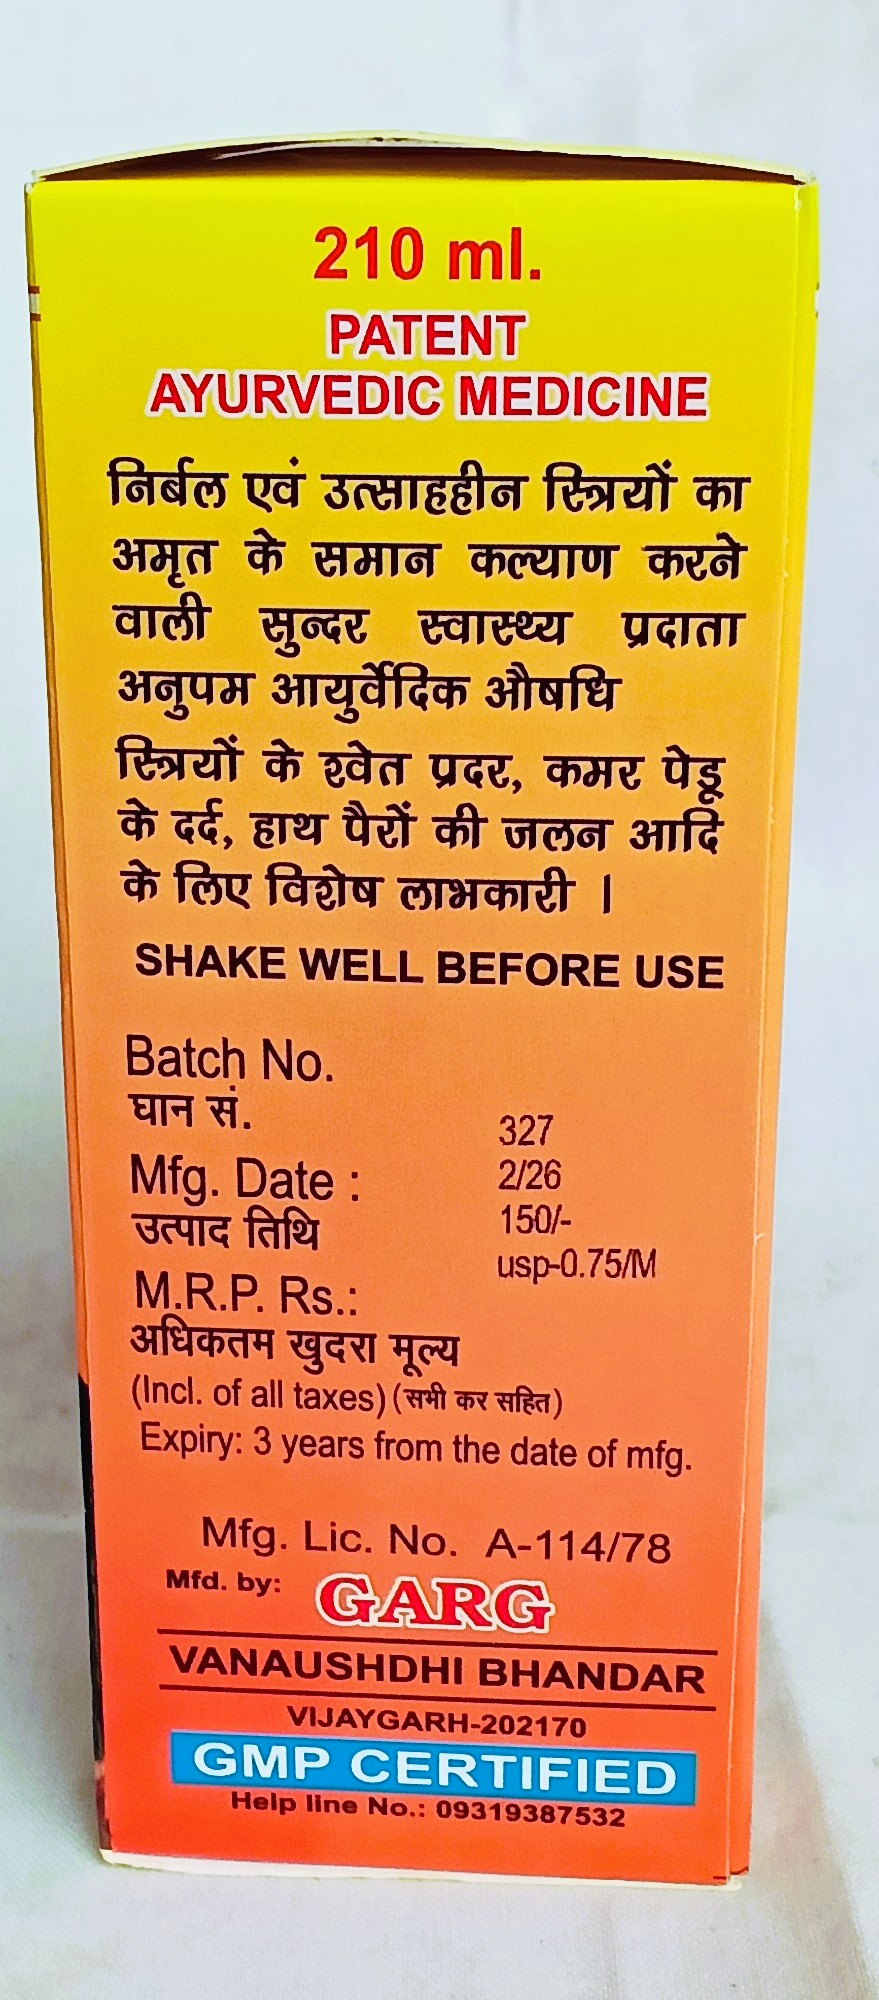 210 ml.
PATENT
AYURVEDIC MEDICINE
निर्बल एवं उत्साहहीन स्त्रियों का
अमृत के समान कल्याण करने
वाली सुन्दर स्वास्थ्य प्रदाता
अनुपम आयुर्वेदिक औषधि
स्त्रियों के श्वेत प्रदर, कमर पेडू
के दर्द, हाथ पैरों की जलन आदि
के लिए विशेष लाभकारी ।
SHAKE WELL BEFORE USE
Batch No.
घान सं.
327
Mfg. Date :
2/26
उत्पाद तिथि
150/-
usp-0.75/M
M.R.P. Rs.:
अधिकतम खुदरा मूल्य
(Incl. of all taxes) (सभी कर सहित)
Expiry: 3 years from the date of mfg.
Mfg. Lic. No. A-114/78
Mfd. by: GARG
VANAUSHDHI BHANDAR
VIJAYGARH-202170
GMP CERTIFIED
Help line No.: 09319387532